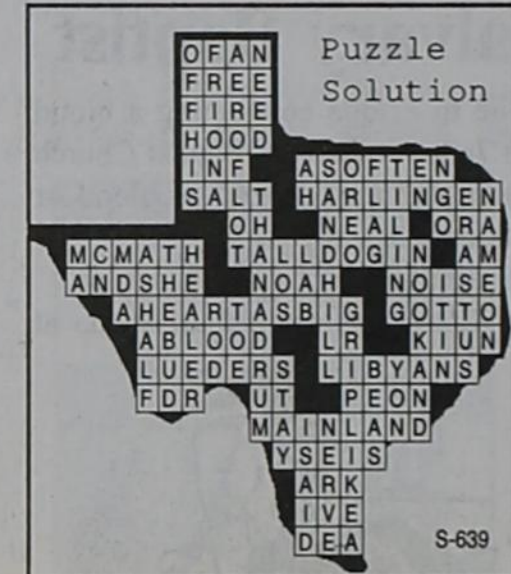 Puzzle
Solution
OFAN
FREE
FIRE
HOOD
INF ASOFTEN
SALT HARLINGEN
OH NEAL ORA
MCMATH TALLDOGIN AM
ANDSHE NOAH NOISE
AHEARTASBIG GOTTO
ABLOOD LR KIUN
LUEDERS LIBYANS
FDR UT PEON
MAINLAND
YSEIS
ARK
IVE
DEA
S-639